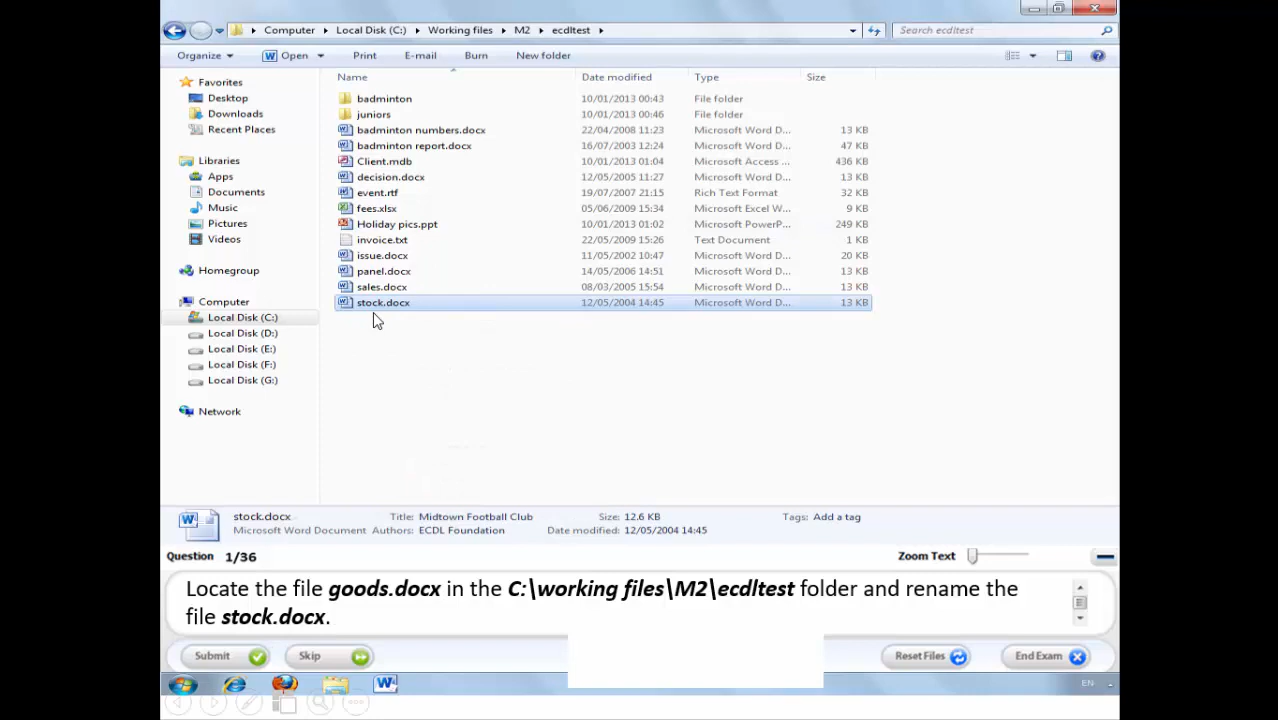 Computer Local Disk (C:) Working files M2 ecdltest Search ecdltest
Organize Open Print E-mail Burn New folder
Name Date modified Type Size
Favorites
Desktop
Downloads
Recent Places
Libraries
Apps
Documents
Music
Pictures
Videos
Homegroup
Computer
Local Disk (C:)
Local Disk (D:)
Local Disk (E:)
Local Disk (F:)
Local Disk (G:)
Network
badminton 10/01/2013 00:43 File folder
juniors 10/01/2013 00:46 File folder
badminton numbers.docx 22/04/2008 11:23 Microsoft Word D... 13 KB
badminton report.docx 16/07/2003 12:24 Microsoft Word D... 47 KB
Client.mdb 10/01/2013 01:04 Microsoft Access ... 436 KB
decision.docx 12/05/2005 11:27 Microsoft Word D... 13 KB
event.rtf 19/07/2007 21:15 Rich Text Format 32 KB
fees.xlsx 05/06/2009 15:34 Microsoft Excel W... 9 KB
Holiday pics.ppt 10/01/2013 01:02 Microsoft PowerP... 249 KB
invoice.txt 22/05/2009 15:26 Text Document 1 KB
issue.docx 11/05/2002 10:47 Microsoft Word D... 20 KB
panel.docx 14/05/2006 14:51 Microsoft Word D... 13 KB
sales.docx 08/03/2005 15:54 Microsoft Word D... 13 KB
stock.docx 12/05/2004 14:45 Microsoft Word D... 13 KB
stock.docx Title: Midtown Football Club Size: 12.6 KB Tags: Add a tag
Microsoft Word Document Authors: ECDL Foundation Date modified: 12/05/2004 14:45
Question 1/36 Zoom Text
Locate the file goods.docx in the C:\working files\M2\ecdltest folder and rename the
file stock.docx.
Submit Skip Reset Files End Exam
EN